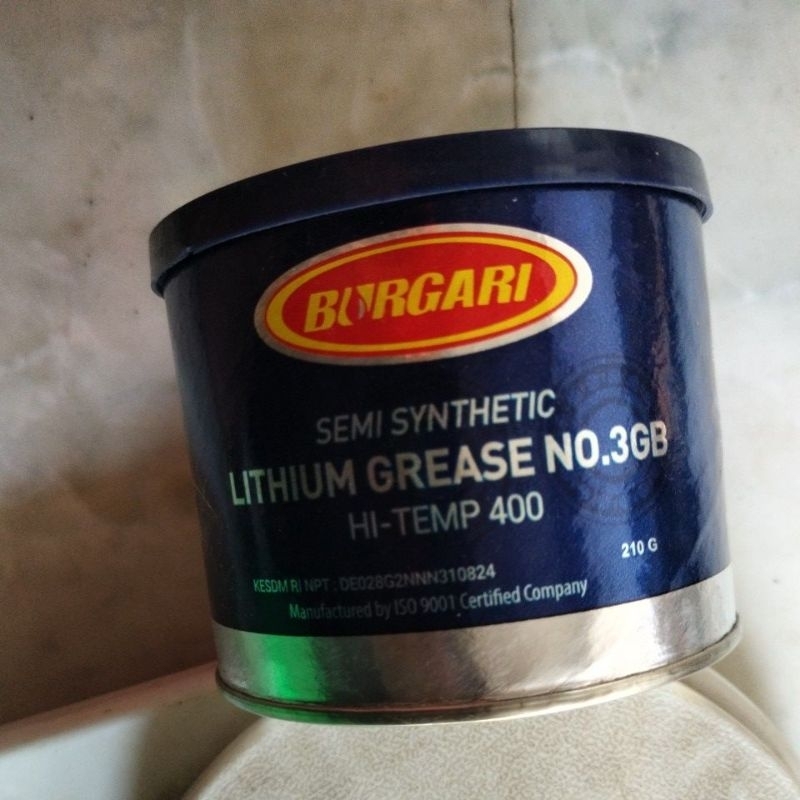 BURGARI
SEMI SYNTHETIC
LITHIUM GREASE NO.3GB
HI-TEMP 400
210 G
KESDM RI NPT : DE028G2NNN310824
Manufactured by ISO 9001 Certified Company